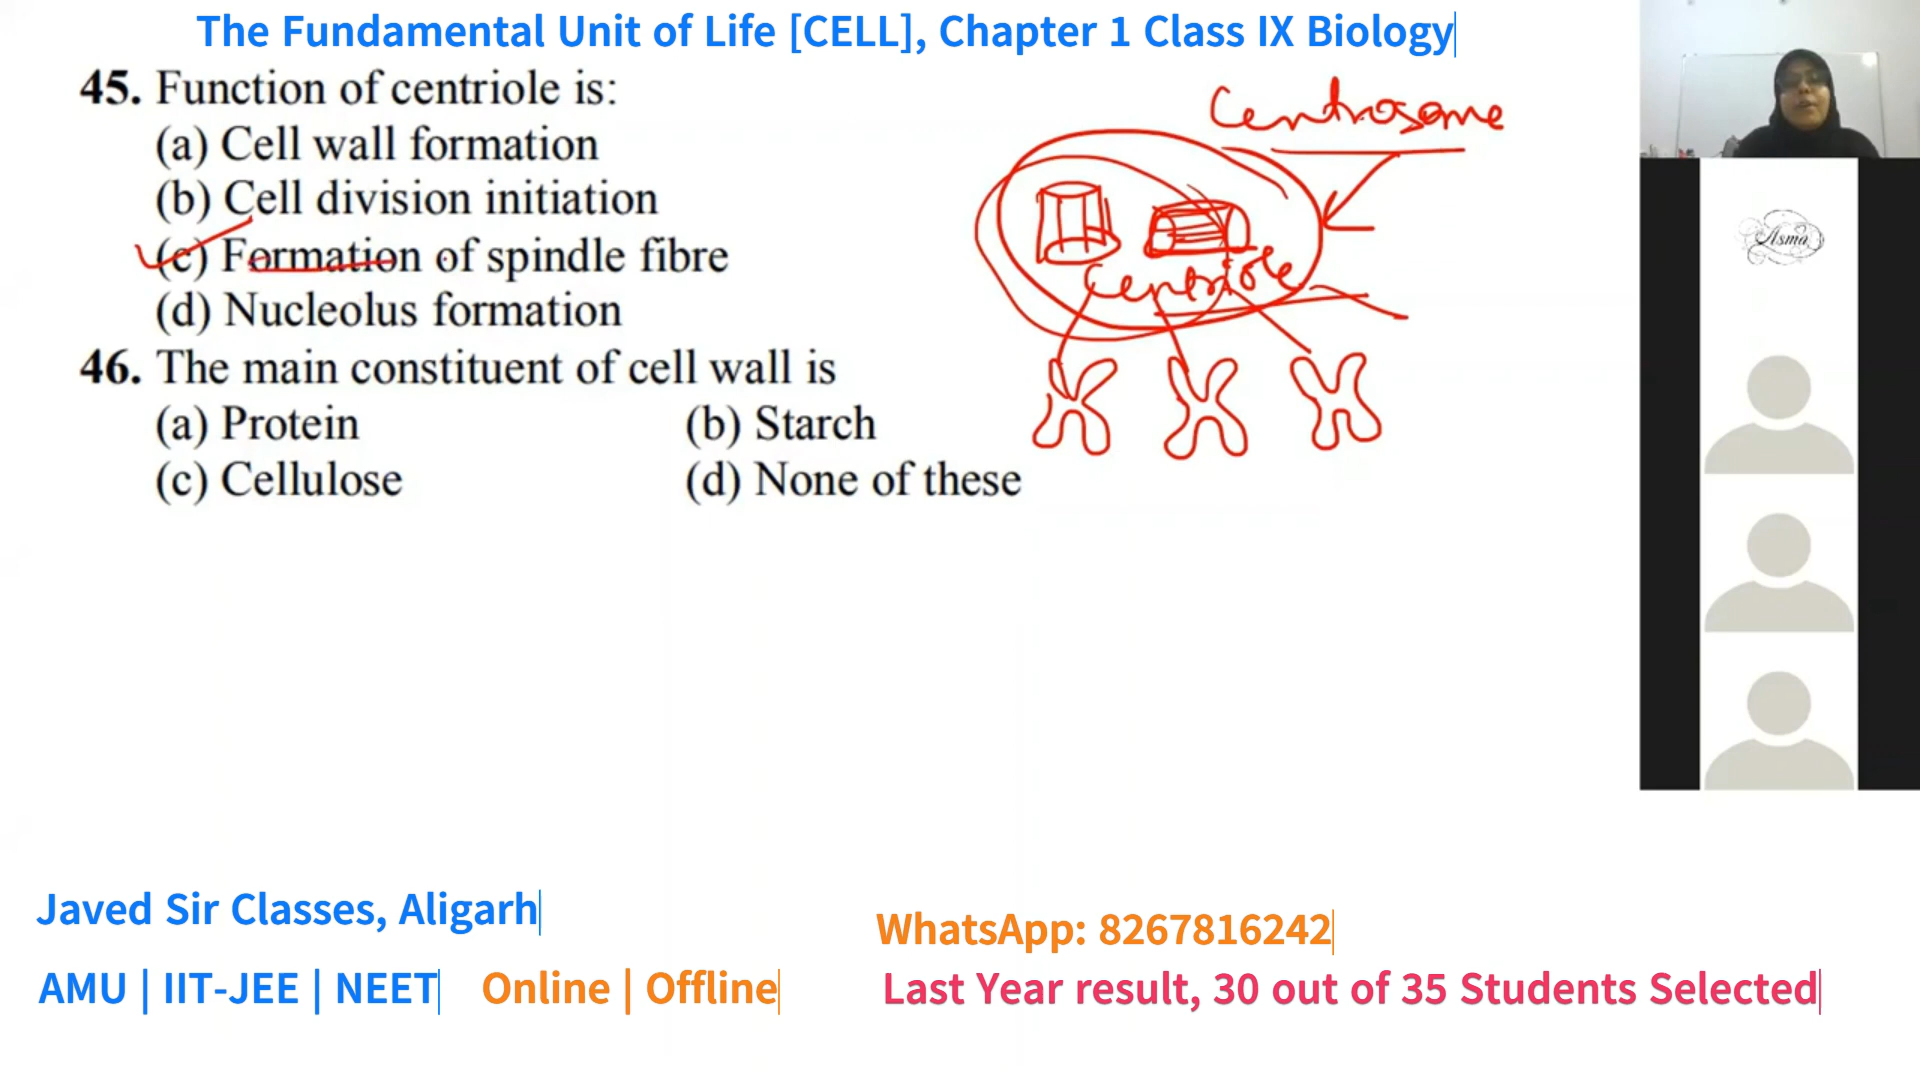 The Fundamental Unit of Life [CELL], Chapter 1 Class IX Biology
45. Function of centriole is:
(a) Cell wall formation
(b) Cell division initiation
(c) Formation of spindle fibre
(d) Nucleolus formation
46. The main constituent of cell wall is
(a) Protein (b) Starch
(c) Cellulose (d) None of these
Centrosome
Centriole
Asma
Javed Sir Classes, Aligarh
WhatsApp: 8267816242
AMU | IIT-JEE | NEET Online | Offline
Last Year result, 30 out of 35 Students Selected